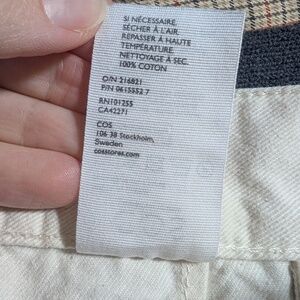 SI NÉCESSAIRE,
SÉCHER À L'AIR.
REPASSER À HAUTE
TEMPÉRATURE.
NETTOYAGE À SEC.
100% COTON
O/N 216821
P/N 0615552 7
RN101255
CA42271
COS
106 38 Stockholm,
Sweden
cosstores.com